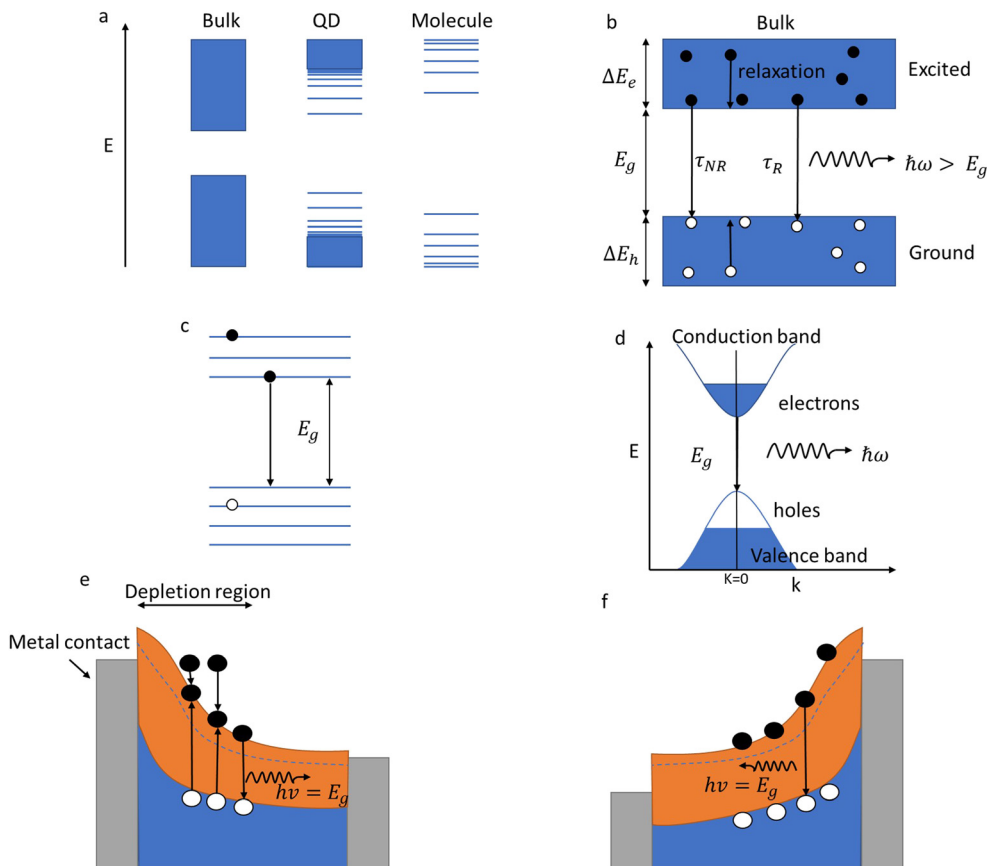 a
Bulk
QD
Molecule
E
b
Bulk
ΔE_e
relaxation
Excited
E_g
τ_NR
τ_R
ℏω > E_g
ΔE_h
Ground
c
E_g
d
Conduction band
electrons
E
E_g
ℏω
holes
Valence band
K=0
k
e
Depletion region
Metal contact
hv = E_g
f
hv = E_g